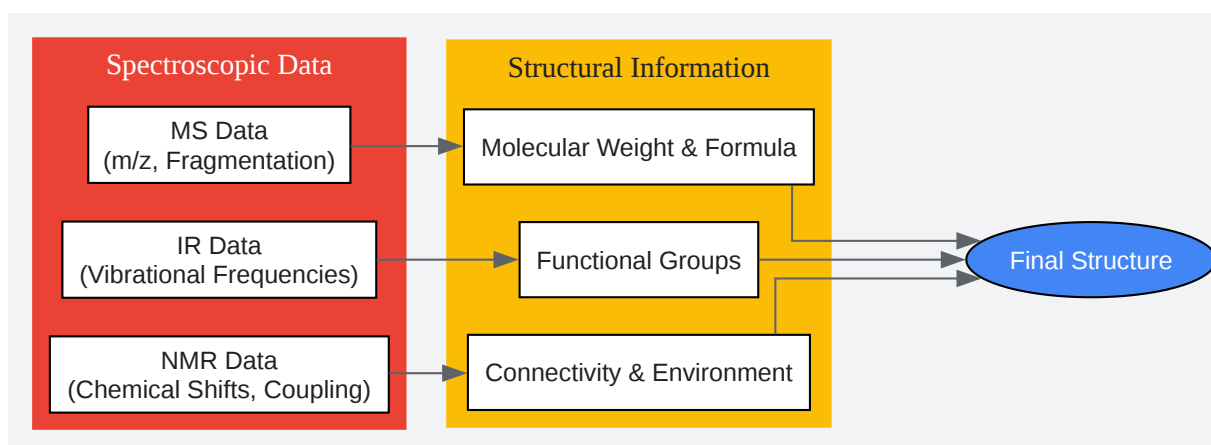 Spectroscopic Data
MS Data
(m/z, Fragmentation)
IR Data
(Vibrational Frequencies)
NMR Data
(Chemical Shifts, Coupling)
Structural Information
Molecular Weight & Formula
Functional Groups
Connectivity & Environment
Final Structure